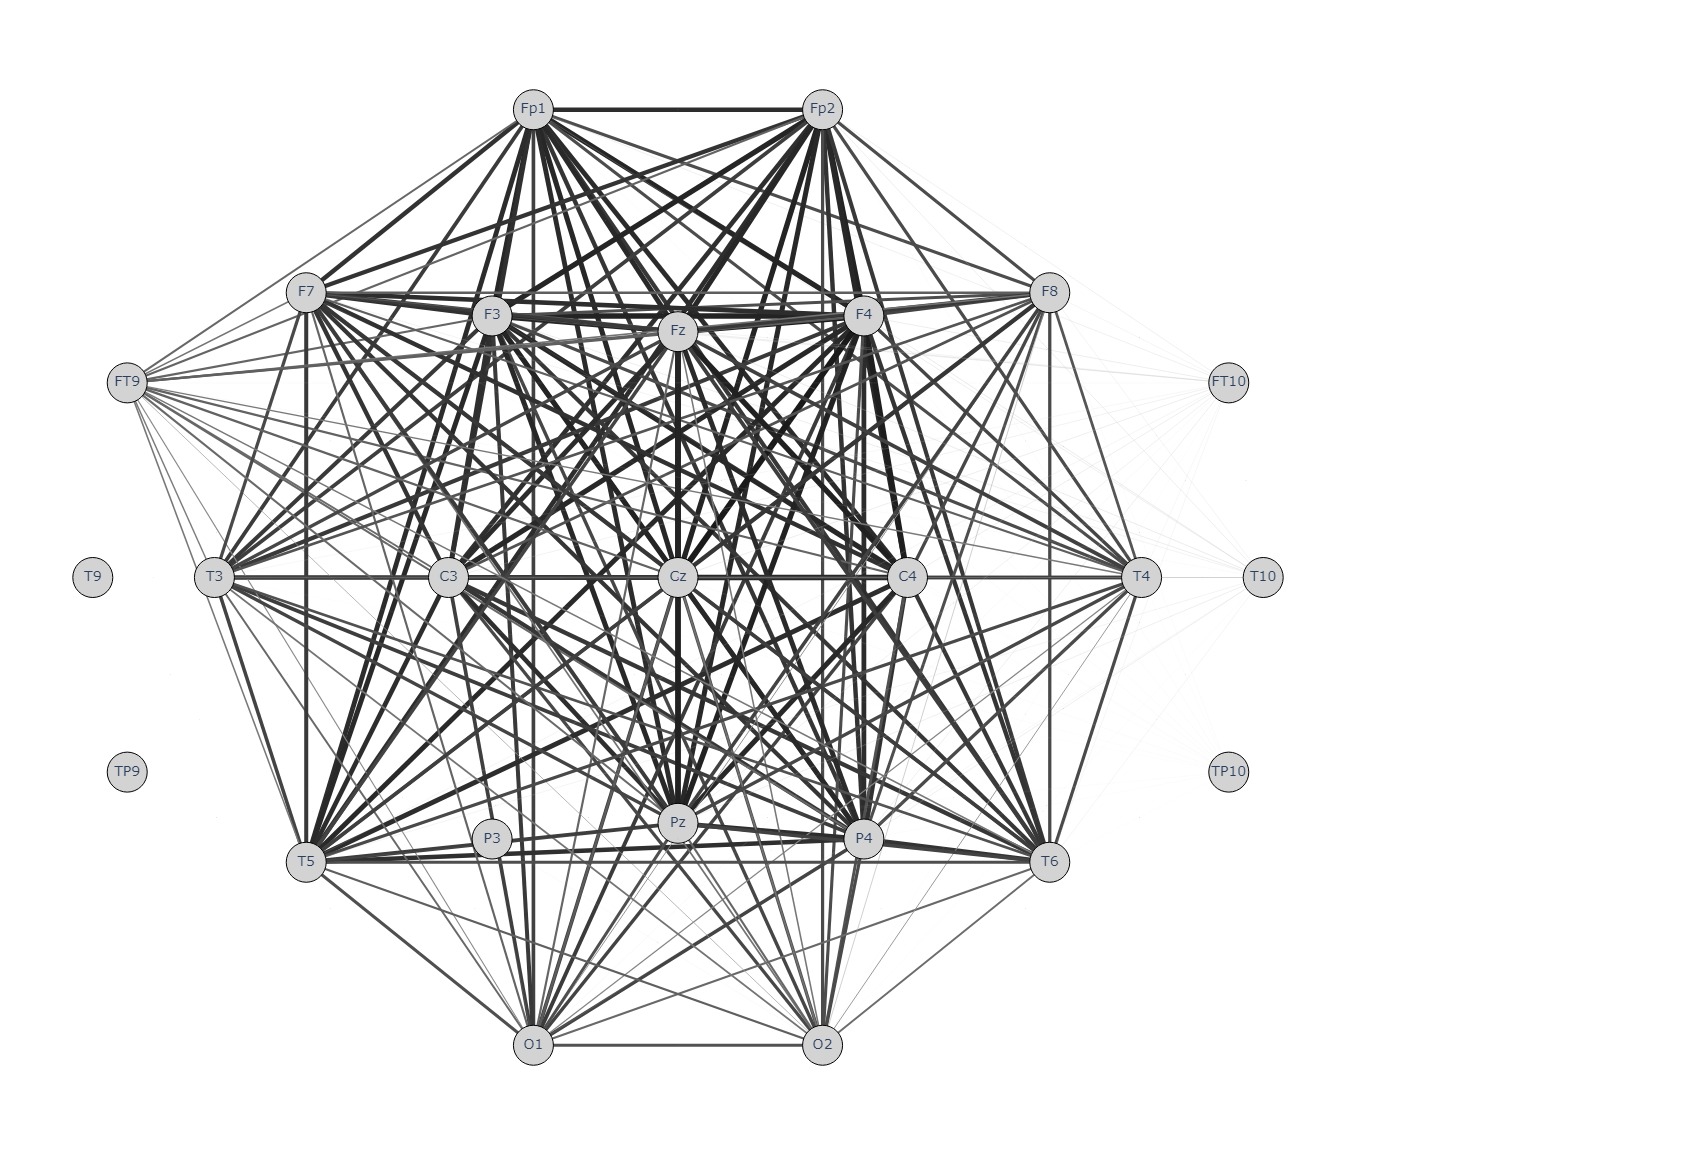 Fp1 Fp2
F7 F3 Fz F4 F8
FT9 FT10
T9 T3 C3 Cz C4 T4 T10
TP9 TP10
T5 P3 Pz P4 T6
O1 O2